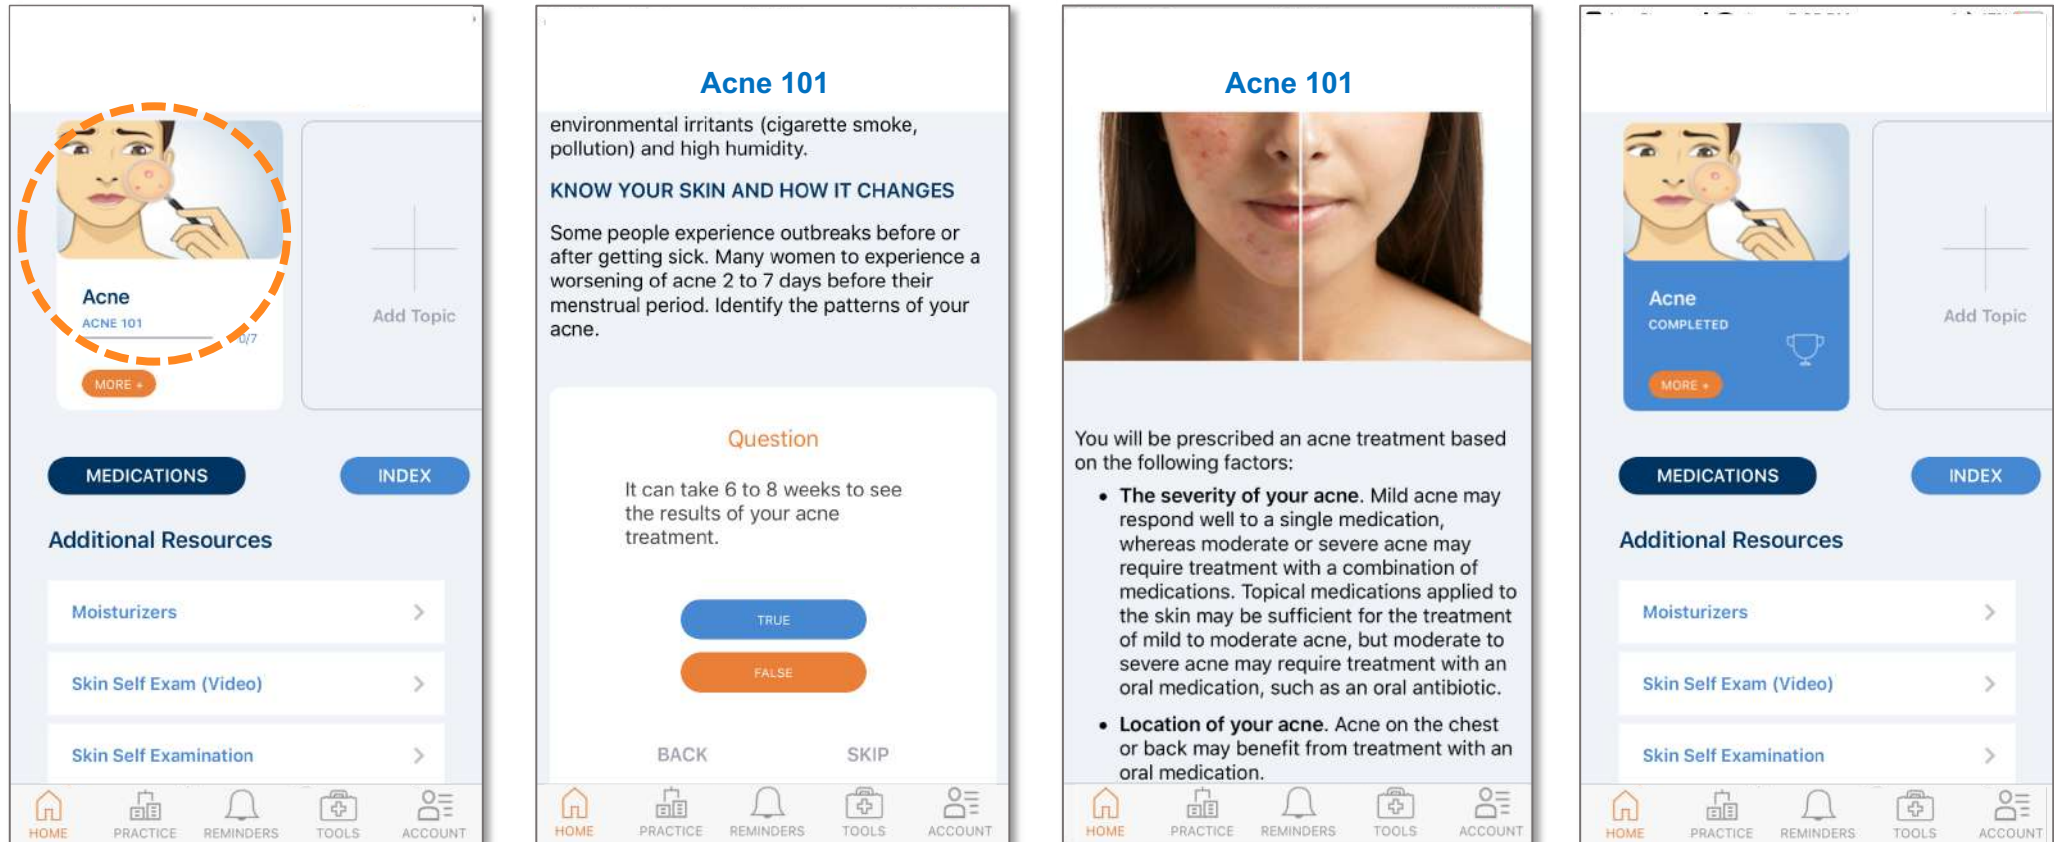 Acne
ACNE 101
0/7
MORE +
Add Topic
MEDICATIONS
INDEX
Additional Resources
Moisturizers
Skin Self Exam (Video)
Skin Self Examination
HOME
PRACTICE
REMINDERS
TOOLS
ACCOUNT
Acne 101
environmental irritants (cigarette smoke,
pollution) and high humidity.
KNOW YOUR SKIN AND HOW IT CHANGES
Some people experience outbreaks before or
after getting sick. Many women to experience a
worsening of acne 2 to 7 days before their
menstrual period. Identify the patterns of your
acne.
Question
It can take 6 to 8 weeks to see
the results of your acne
treatment.
TRUE
FALSE
BACK
SKIP
HOME
PRACTICE
REMINDERS
TOOLS
ACCOUNT
Acne 101
You will be prescribed an acne treatment based
on the following factors:
• The severity of your acne. Mild acne may
respond well to a single medication,
whereas moderate or severe acne may
require treatment with a combination of
medications. Topical medications applied to
the skin may be sufficient for the treatment
of mild to moderate acne, but moderate to
severe acne may require treatment with an
oral medication, such as an oral antibiotic.
• Location of your acne. Acne on the chest
or back may benefit from treatment with an
oral medication.
HOME
PRACTICE
REMINDERS
TOOLS
ACCOUNT
Acne
COMPLETED
MORE +
Add Topic
MEDICATIONS
INDEX
Additional Resources
Moisturizers
Skin Self Exam (Video)
Skin Self Examination
HOME
PRACTICE
REMINDERS
TOOLS
ACCOUNT